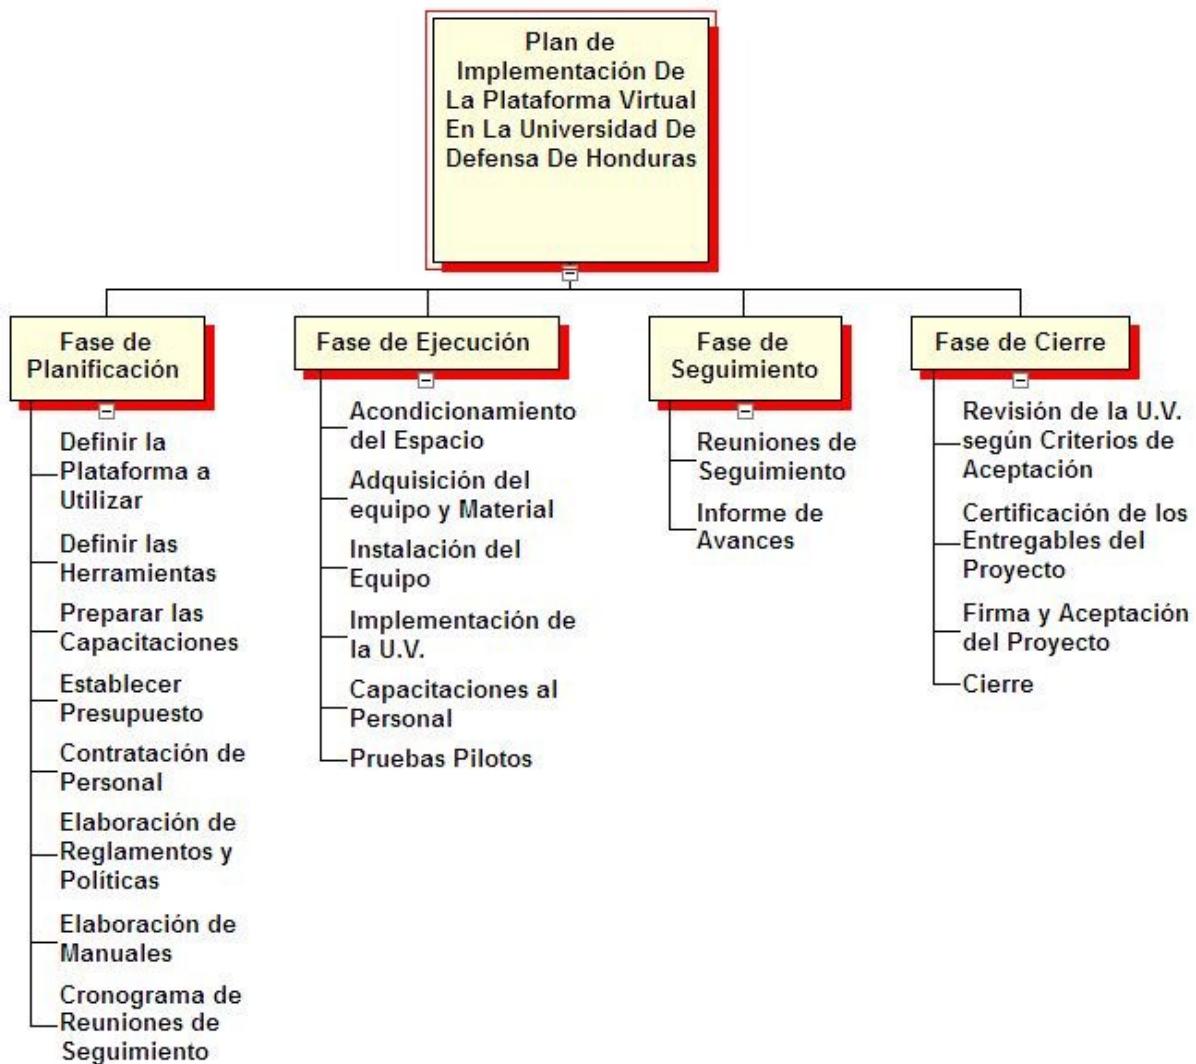 Plan de
Implementación De
La Plataforma Virtual
En La Universidad De
Defensa De Honduras
Fase de
Planificación
Definir la
Plataforma a
Utilizar
Definir las
Herramientas
Preparar las
Capacitaciones
Establecer
Presupuesto
Contratación de
Personal
Elaboración de
Reglamentos y
Políticas
Elaboración de
Manuales
Cronograma de
Reuniones de
Seguimiento
Fase de Ejecución
Acondicionamiento
del Espacio
Adquisición del
equipo y Material
Instalación del
Equipo
Implementación de
la U.V.
Capacitaciones al
Personal
Pruebas Pilotos
Fase de
Seguimiento
Reuniones de
Seguimiento
Informe de
Avances
Fase de Cierre
Revisión de la U.V.
según Criterios de
Aceptación
Certificación de los
Entregables del
Proyecto
Firma y Aceptación
del Proyecto
Cierre